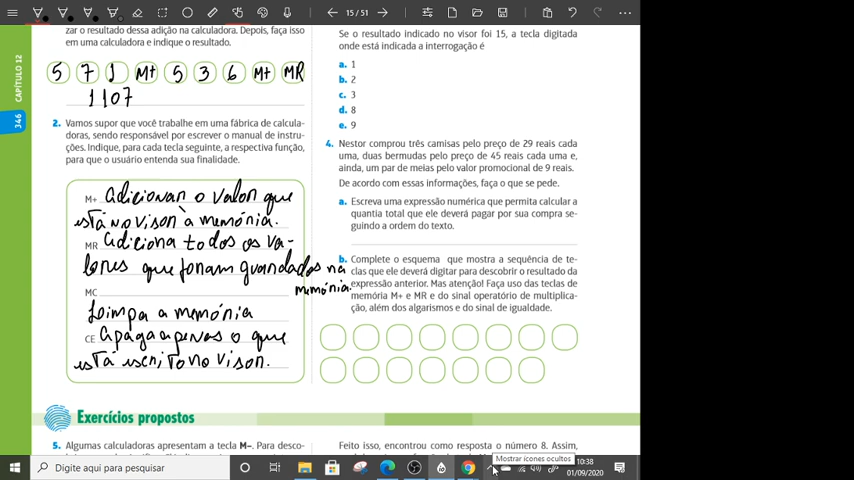 15 / 51
zar o resultado dessa adição na calculadora. Depois, faça isso
em uma calculadora e indique o resultado.
5 7 1 M+ 5 3 6 M+ MR
1107
CAPÍTULO 12
346
2. Vamos supor que você trabalhe em uma fábrica de calcula-
doras, sendo responsável por escrever o manual de instru-
ções. Indique, para cada tecla seguinte, a respectiva função,
para que o usuário entenda sua finalidade.
M+ Adicionar o valor que
está no visor à memória.
MR Adiciona todos os va-
lores que foram guardados na
memória.
MC
Limpa a memória
CE Apaga apenas o que
está escrito no visor.
Exercícios propostos
5. Algumas calculadoras apresentam a tecla M–. Para desco-
Se o resultado indicado no visor foi 15, a tecla digitada
onde está indicada a interrogação é
a. 1
b. 2
c. 3
d. 8
e. 9
4. Nestor comprou três camisas pelo preço de 29 reais cada
uma, duas bermudas pelo preço de 45 reais cada uma e,
ainda, um par de meias pelo valor promocional de 9 reais.
De acordo com essas informações, faça o que se pede.
a. Escreva uma expressão numérica que permita calcular a
quantia total que ele deverá pagar por sua compra se-
guindo a ordem do texto.
b. Complete o esquema que mostra a sequência de te-
clas que ele deverá digitar para descobrir o resultado da
expressão anterior. Mas atenção! Faça uso das teclas de
memória M+ e MR e do sinal operatório de multiplica-
ção, além dos algarismos e do sinal de igualdade.
Feito isso, encontrou como resposta o número 8. Assim,
Mostrar ícones ocultos
Digite aqui para pesquisar
10:38
01/09/2020